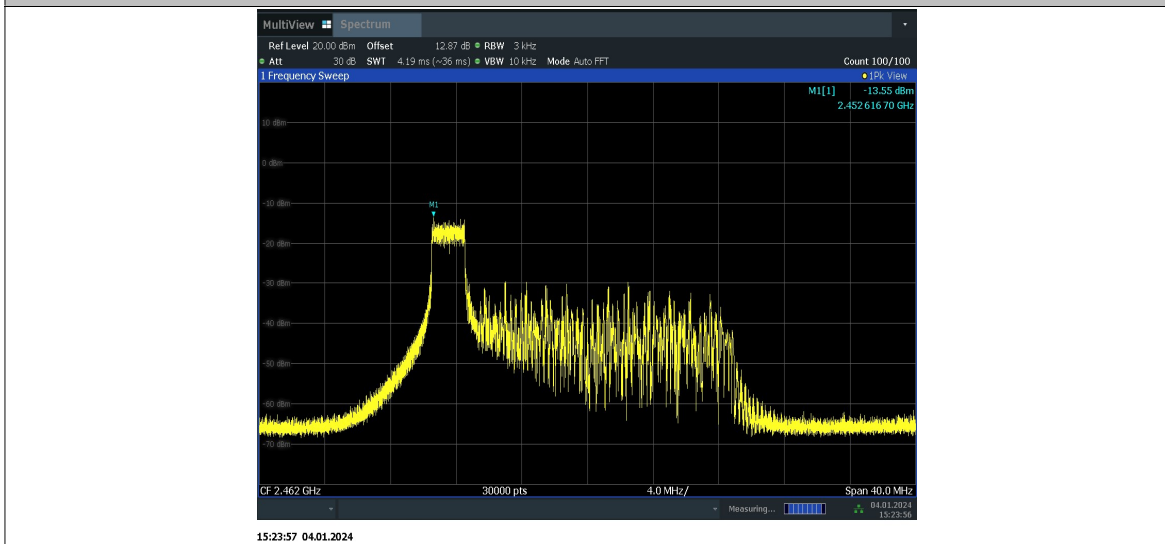 MultiView Spectrum
Ref Level 20.00 dBm Offset 12.87 dB RBW 3 kHz
Att 30 dB SWT 4.19 ms (~36 ms) VBW 10 kHz Mode Auto FFT Count 100/100
1 Frequency Sweep 1Pk View
M1[1] -13.55 dBm
2.452 616 70 GHz
10 dBm
0 dBm
M1
-10 dBm
-20 dBm
-30 dBm
-40 dBm
-50 dBm
-60 dBm
-70 dBm
CF 2.462 GHz 30000 pts 4.0 MHz/ Span 40.0 MHz
Measuring... 04.01.2024
15:23:56
15:23:57 04.01.2024